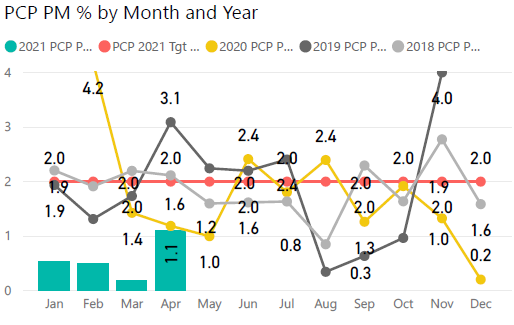 PCP PM % by Month and Year
2021 PCP P... PCP 2021 Tgt ... 2020 PCP P... 2019 PCP P... 2018 PCP P...
4
4.2 3.1 4.0
3
2.4 2.4
2.0 2.0 2.0 2.0 2.0
2 1.9 2.0 2.0 2.4 2.0 1.9
1.9 2.0 1.6 2.0 2.0 2.0
1.2 1.6 1.6
1 1.4 0.8 1.3 1.0
1.1 1.0 0.3 0.2
0
Jan Feb Mar Apr May Jun Jul Aug Sep Oct Nov Dec